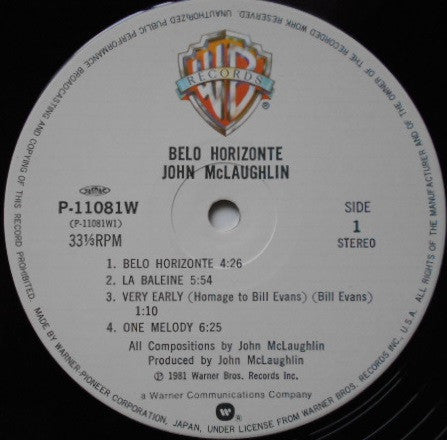 ALL RIGHTS OF THE MANUFACTURER AND OF THE OWNER OF THE RECORDED WORK RESERVED. UNAUTHORIZED PUBLIC PERFORMANCE BROADCASTING AND COPYING OF THIS RECORD PROHIBITED.
WB
RECORDS
®
BELO HORIZONTE
JOHN McLAUGHLIN
P-11081W
(P-11081W1)
33⅓RPM
SIDE
1
STEREO
1. BELO HORIZONTE 4:26
2. LA BALEINE 5:54
3. VERY EARLY (Homage to Bill Evans) (Bill Evans)
1:10
4. ONE MELODY 6:25
All Compositions by John McLaughlin
Produced by John McLaughlin
Ⓟ 1981 Warner Bros. Records Inc.
a Warner Communications Company
®
MADE BY WARNER-PIONEER CORPORATION, JAPAN, UNDER LICENSE FROM WARNER BROS. RECORDS INC., U.S.A.